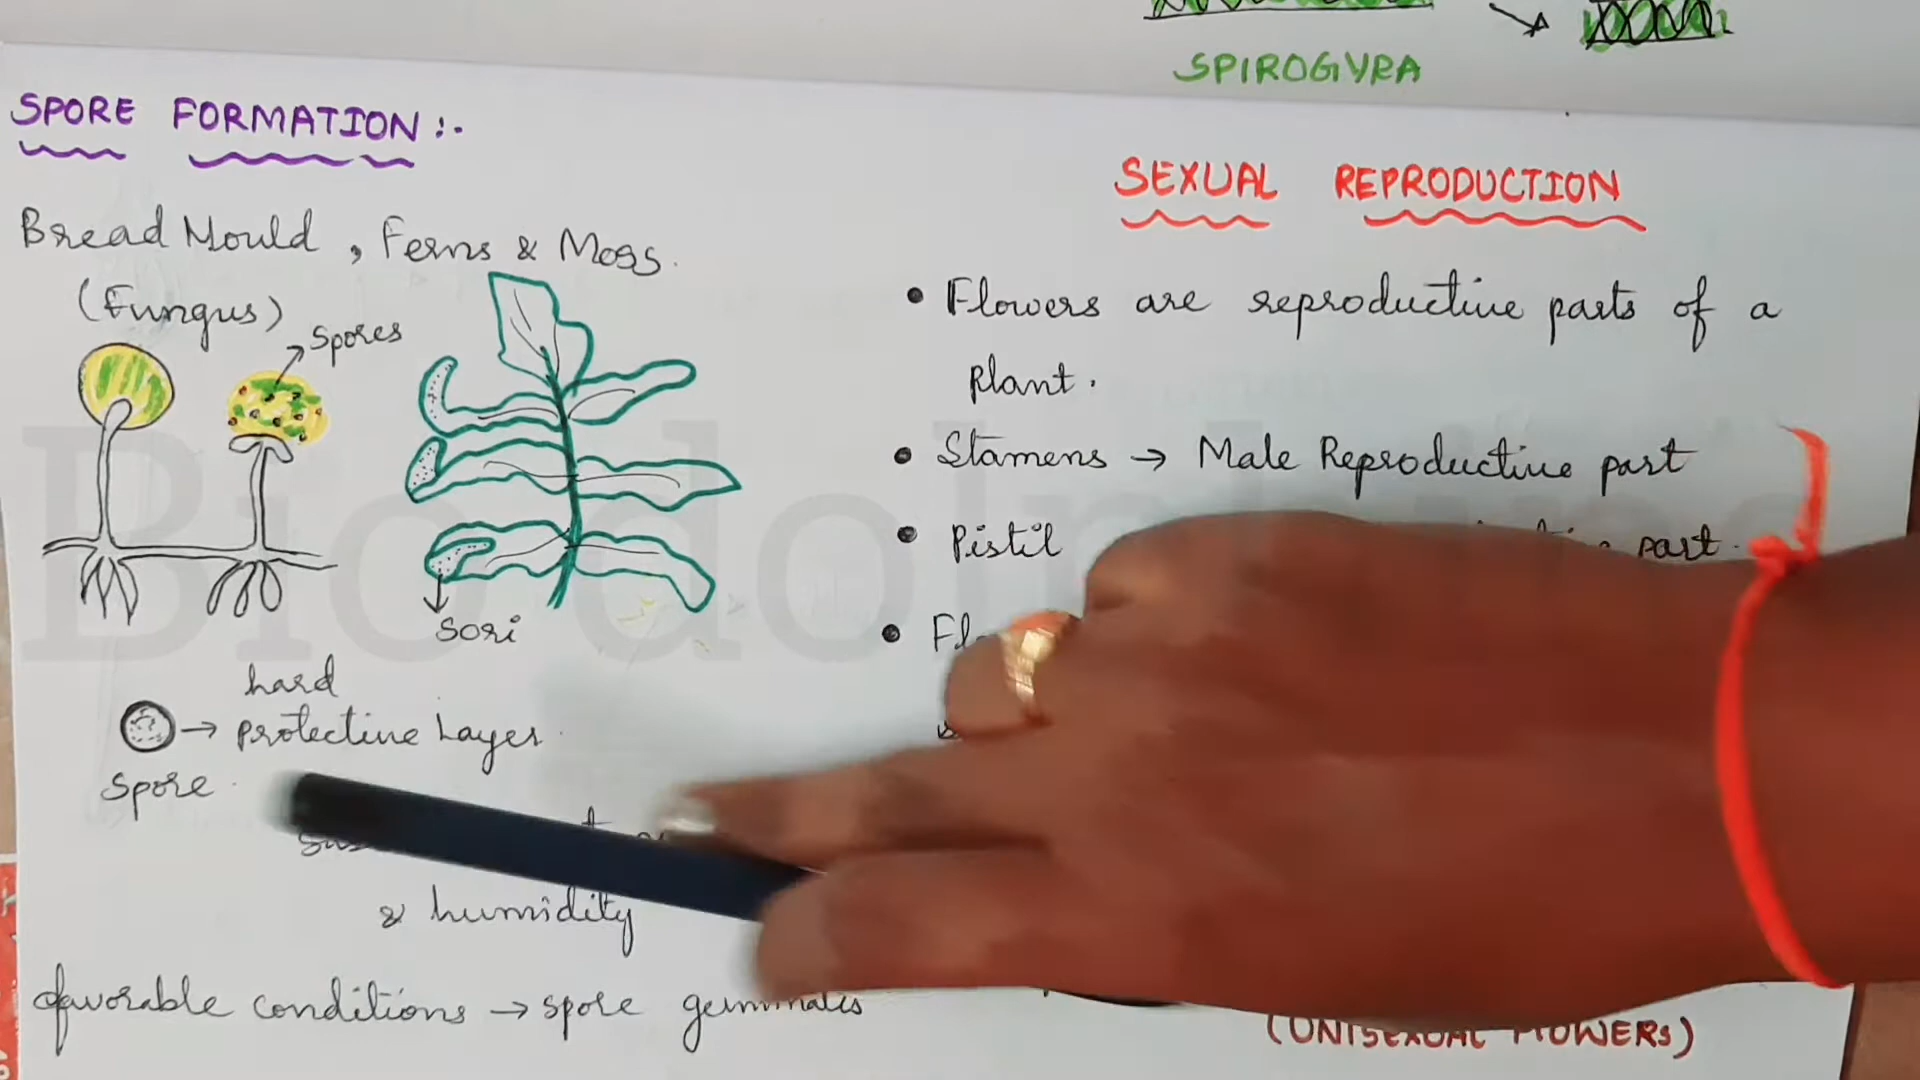 SPIROGYRA
SPORE FORMATION :-
Bread Mould, Ferns & Moss.
(Fungus)
Spores
Sori
hard
protective Layer.
Spore.
& humidity
favorable conditions → spore germinates
SEXUAL REPRODUCTION
• Flowers are reproductive parts of a
plant.
• Stamens → Male Reproductive part
• Pistil part.
(UNISEXUAL FLOWERS)